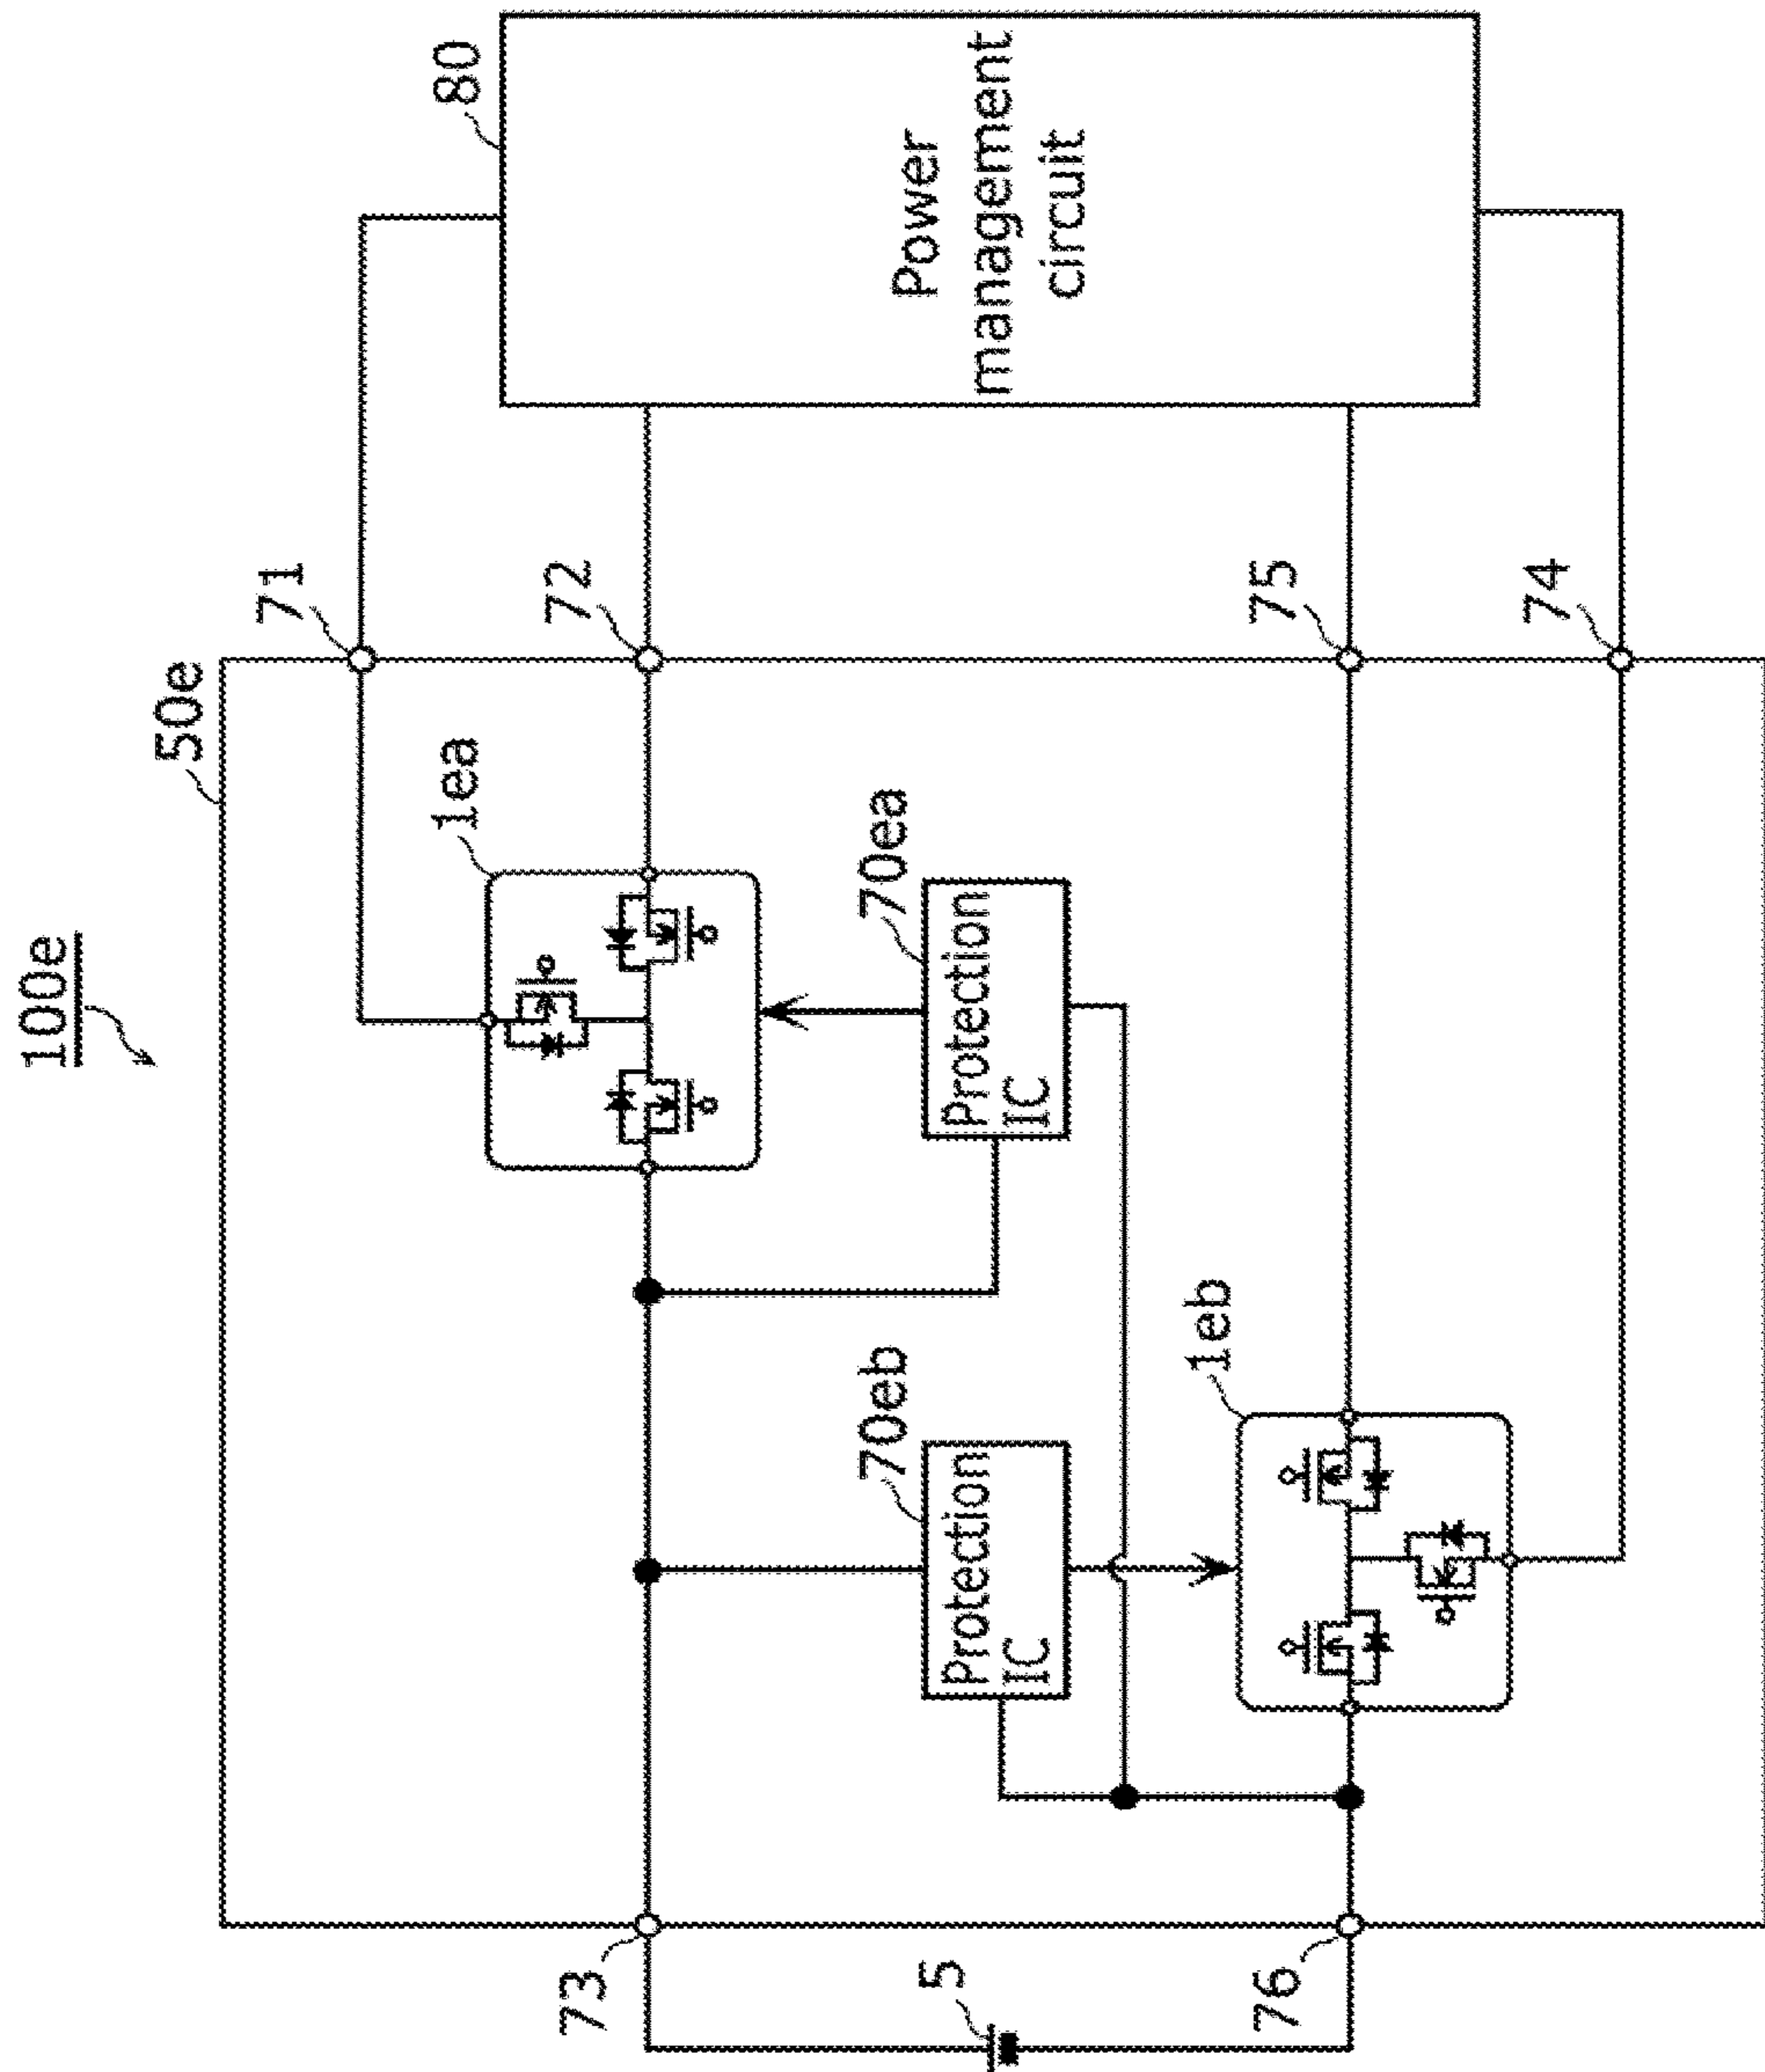 100e
50e
71
80
1ea
72
70ea
Protection
IC
70eb
Protection
IC
Power
management
circuit
1eb
75
74
73
5
76